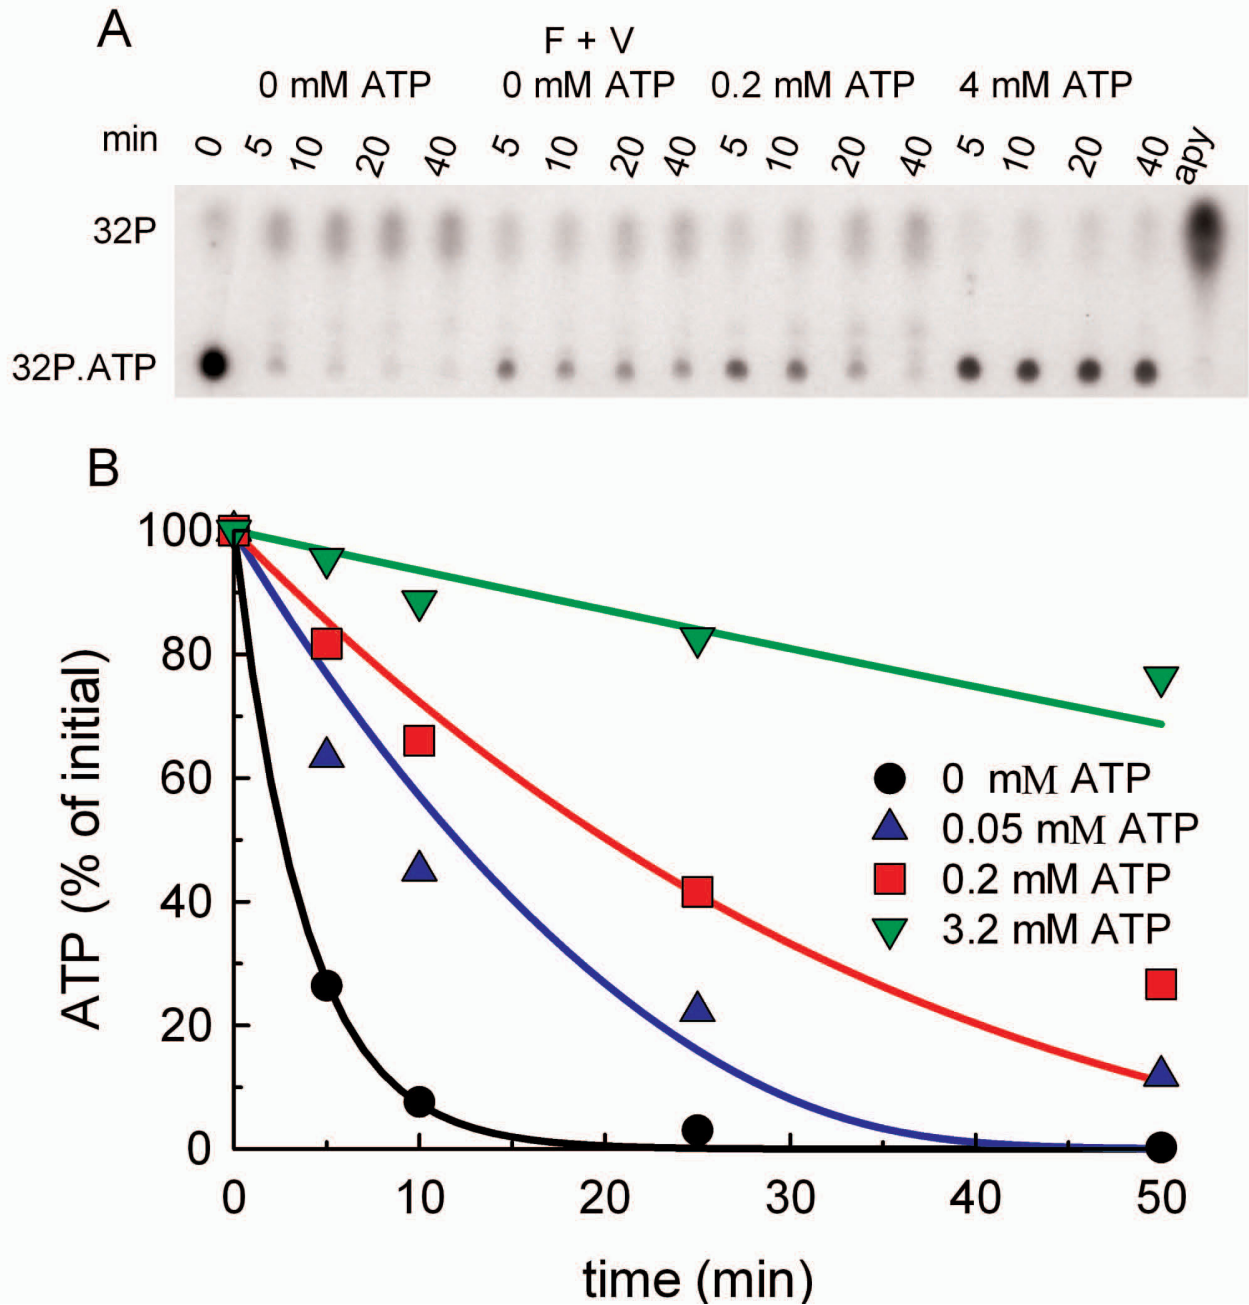 A
F + V
0 mM ATP 0 mM ATP 0.2 mM ATP 4 mM ATP
min 0 5 10 20 40 5 10 20 40 5 10 20 40 5 10 20 40 apy
32P
32P.ATP
B
100
80
60
40
20
0
ATP (% of initial)
0 mM ATP
0.05 mM ATP
0.2 mM ATP
3.2 mM ATP
0 10 20 30 40 50
time (min)